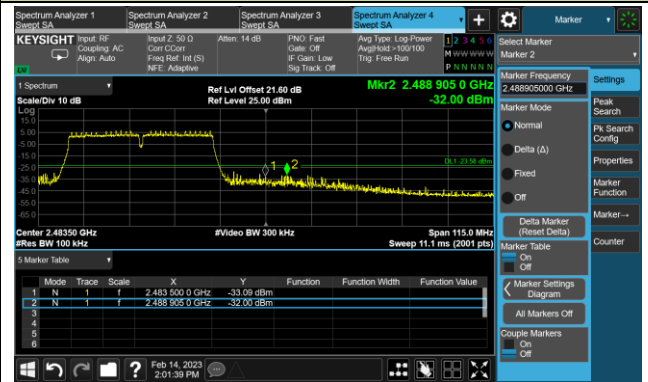 Spectrum Analyzer 1
Swept SA
Spectrum Analyzer 2
Swept SA
Spectrum Analyzer 3
Swept SA
Spectrum Analyzer 4
Swept SA
Marker
KEYSIGHT
Input: RF
Coupling: AC
Align: Auto
Input Z: 50 Ω
Corr CCorr
Freq Ref: Int (S)
NFE: Adaptive
Atten: 14 dB
PNO: Fast
Gate: Off
IF Gain: Low
Sig Track: Off
Avg Type: Log-Power
Avg|Hold >100/100
Trig: Free Run
1 2 3 4 5 6
M W W W W W
P N N N N N
Select Marker
Marker 2
1 Spectrum
Scale/Div 10 dB
Log
Ref Lvl Offset 21.60 dB
Ref Level 25.00 dBm
Mkr2 2.488 905 0 GHz
-32.00 dBm
15.0
5.00
-5.00
-15.0
-25.0
-35.0
-45.0
-55.0
-65.0
1
2
DL1 -23.58 dBm
Center 2.48350 GHz
#Res BW 100 kHz
#Video BW 300 kHz
Span 115.0 MHz
Sweep 11.1 ms (2001 pts)
5 Marker Table
Mode Trace Scale X Y Function Function Width Function Value
1 N 1 f 2.483 500 0 GHz -33.09 dBm
2 N 1 f 2.488 905 0 GHz -32.00 dBm
3
4
5
6
Marker Frequency
2.488905000 GHz
Marker Mode
Normal
Delta (Δ)
Fixed
Off
Delta Marker
(Reset Delta)
Marker Table
On
Off
Marker Settings
Diagram
All Markers Off
Couple Markers
On
Off
Settings
Peak
Search
Pk Search
Config
Properties
Marker
Function
Marker→
Counter
?
Feb 14, 2023
2:01:39 PM